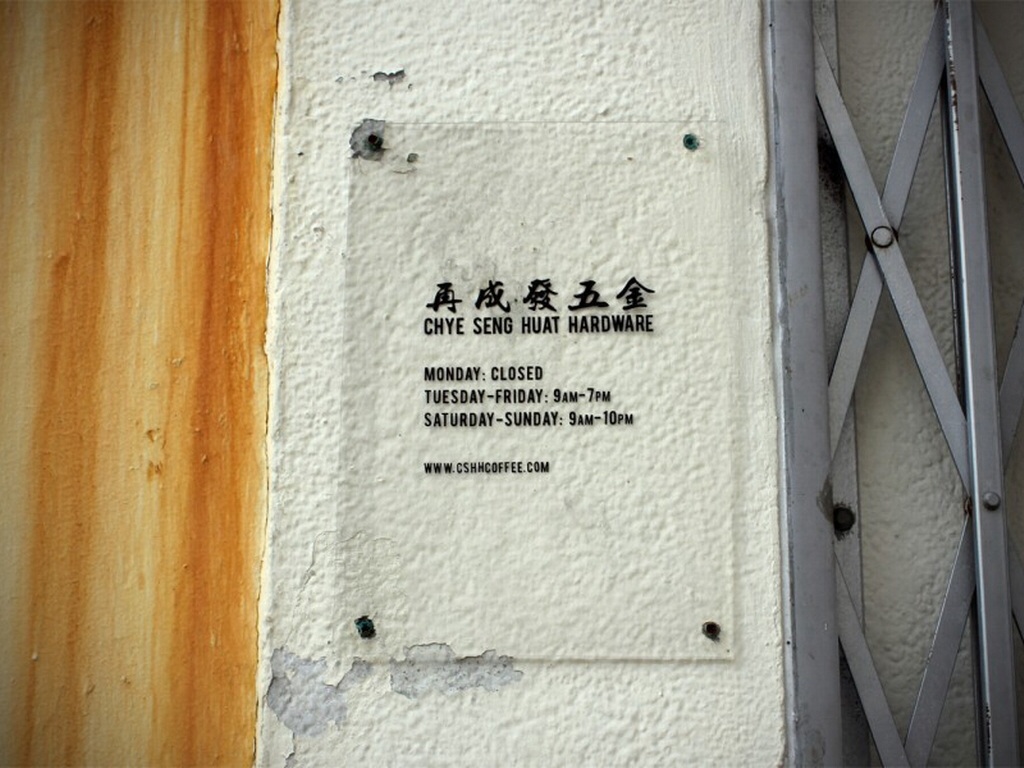 再成發五金
CHYE SENG HUAT HARDWARE
MONDAY: CLOSED
TUESDAY-FRIDAY: 9AM-7PM
SATURDAY-SUNDAY: 9AM-10PM
WWW.CSHHCOFFEE.COM